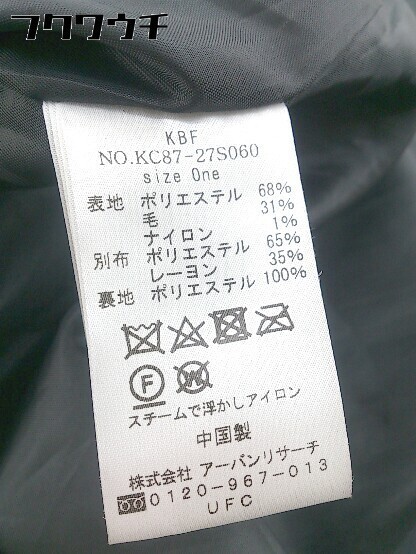 フクウウチ
KBF
NO.KC87-27S060
size One
表地 ポリエステル 68%
毛 31%
ナイロン 1%
別布 ポリエステル 65%
レーヨン 35%
裏地 ポリエステル 100%
F W
スチームで浮かしアイロン
中国製
株式会社 アーバンリサーチ
0120-967-013
UFC